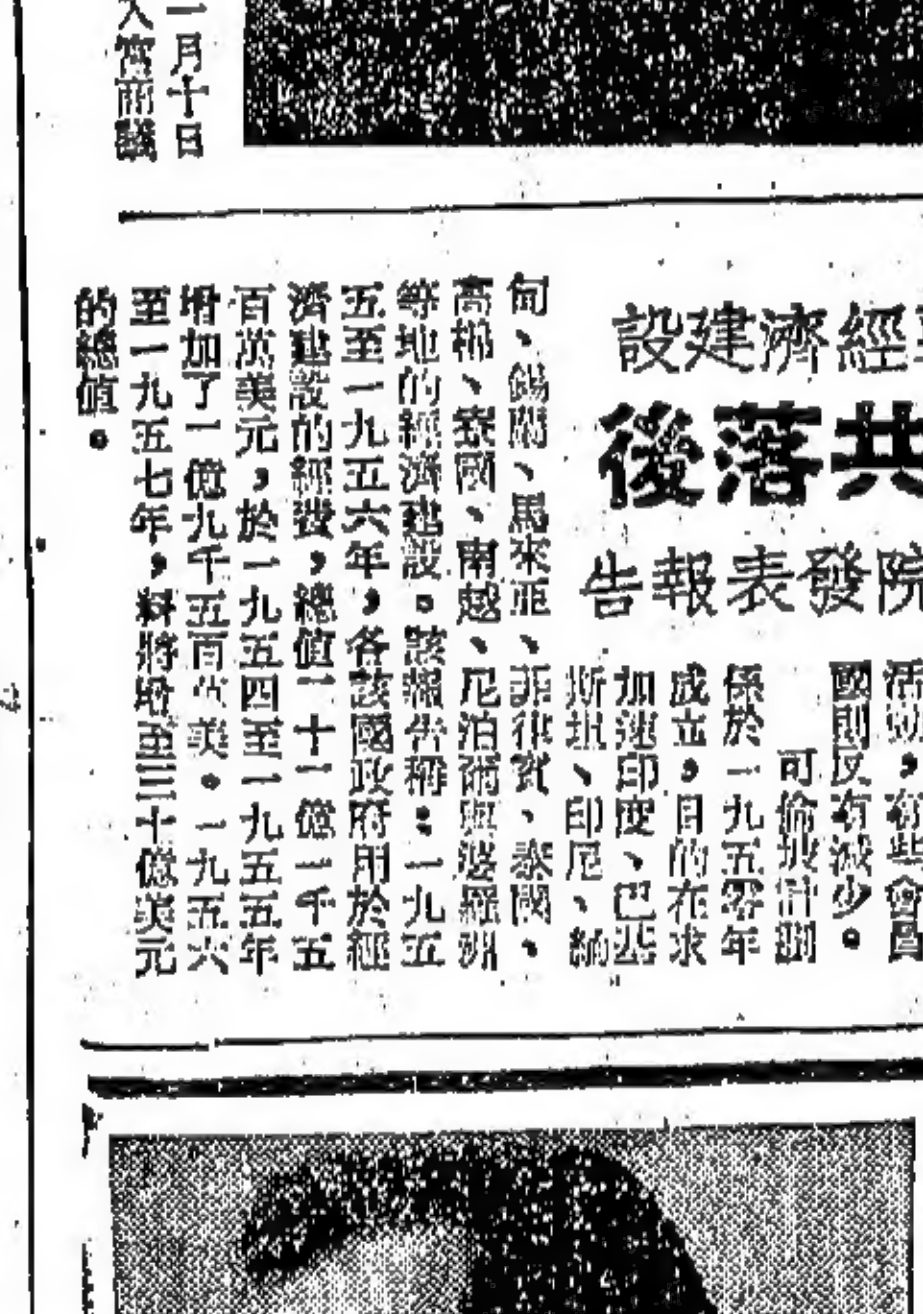 一月十日
經濟建設
共落後
院發表報告
活動，有些會員
國則反有減少。
可倫坡計劃
係於一九五零年
成立，目的在求
加速印度、巴基
斯坦、印尼、緬
甸、錫蘭、馬來亞、菲律賓、泰國、
高棉、寮國、南越、尼泊爾與婆羅洲
等地的經濟建設。該報告稱：一九五
五至一九五六年，各該國政府用於經
濟建設的經費，總值二十一億一千五
百萬美元，於一九五四至一九五五年
增加了一億九千五百萬美。一九五六
至一九五七年，料將增至三十億美元
的總值。